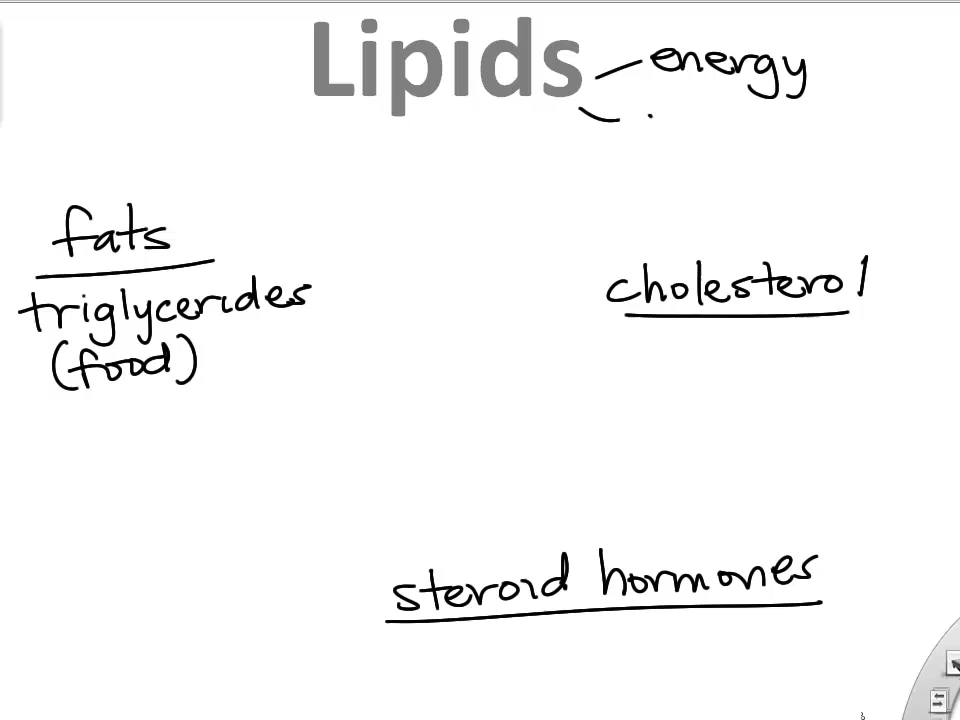 Lipids
energy
fats
triglycerides
(food)
cholesterol
steroid hormones